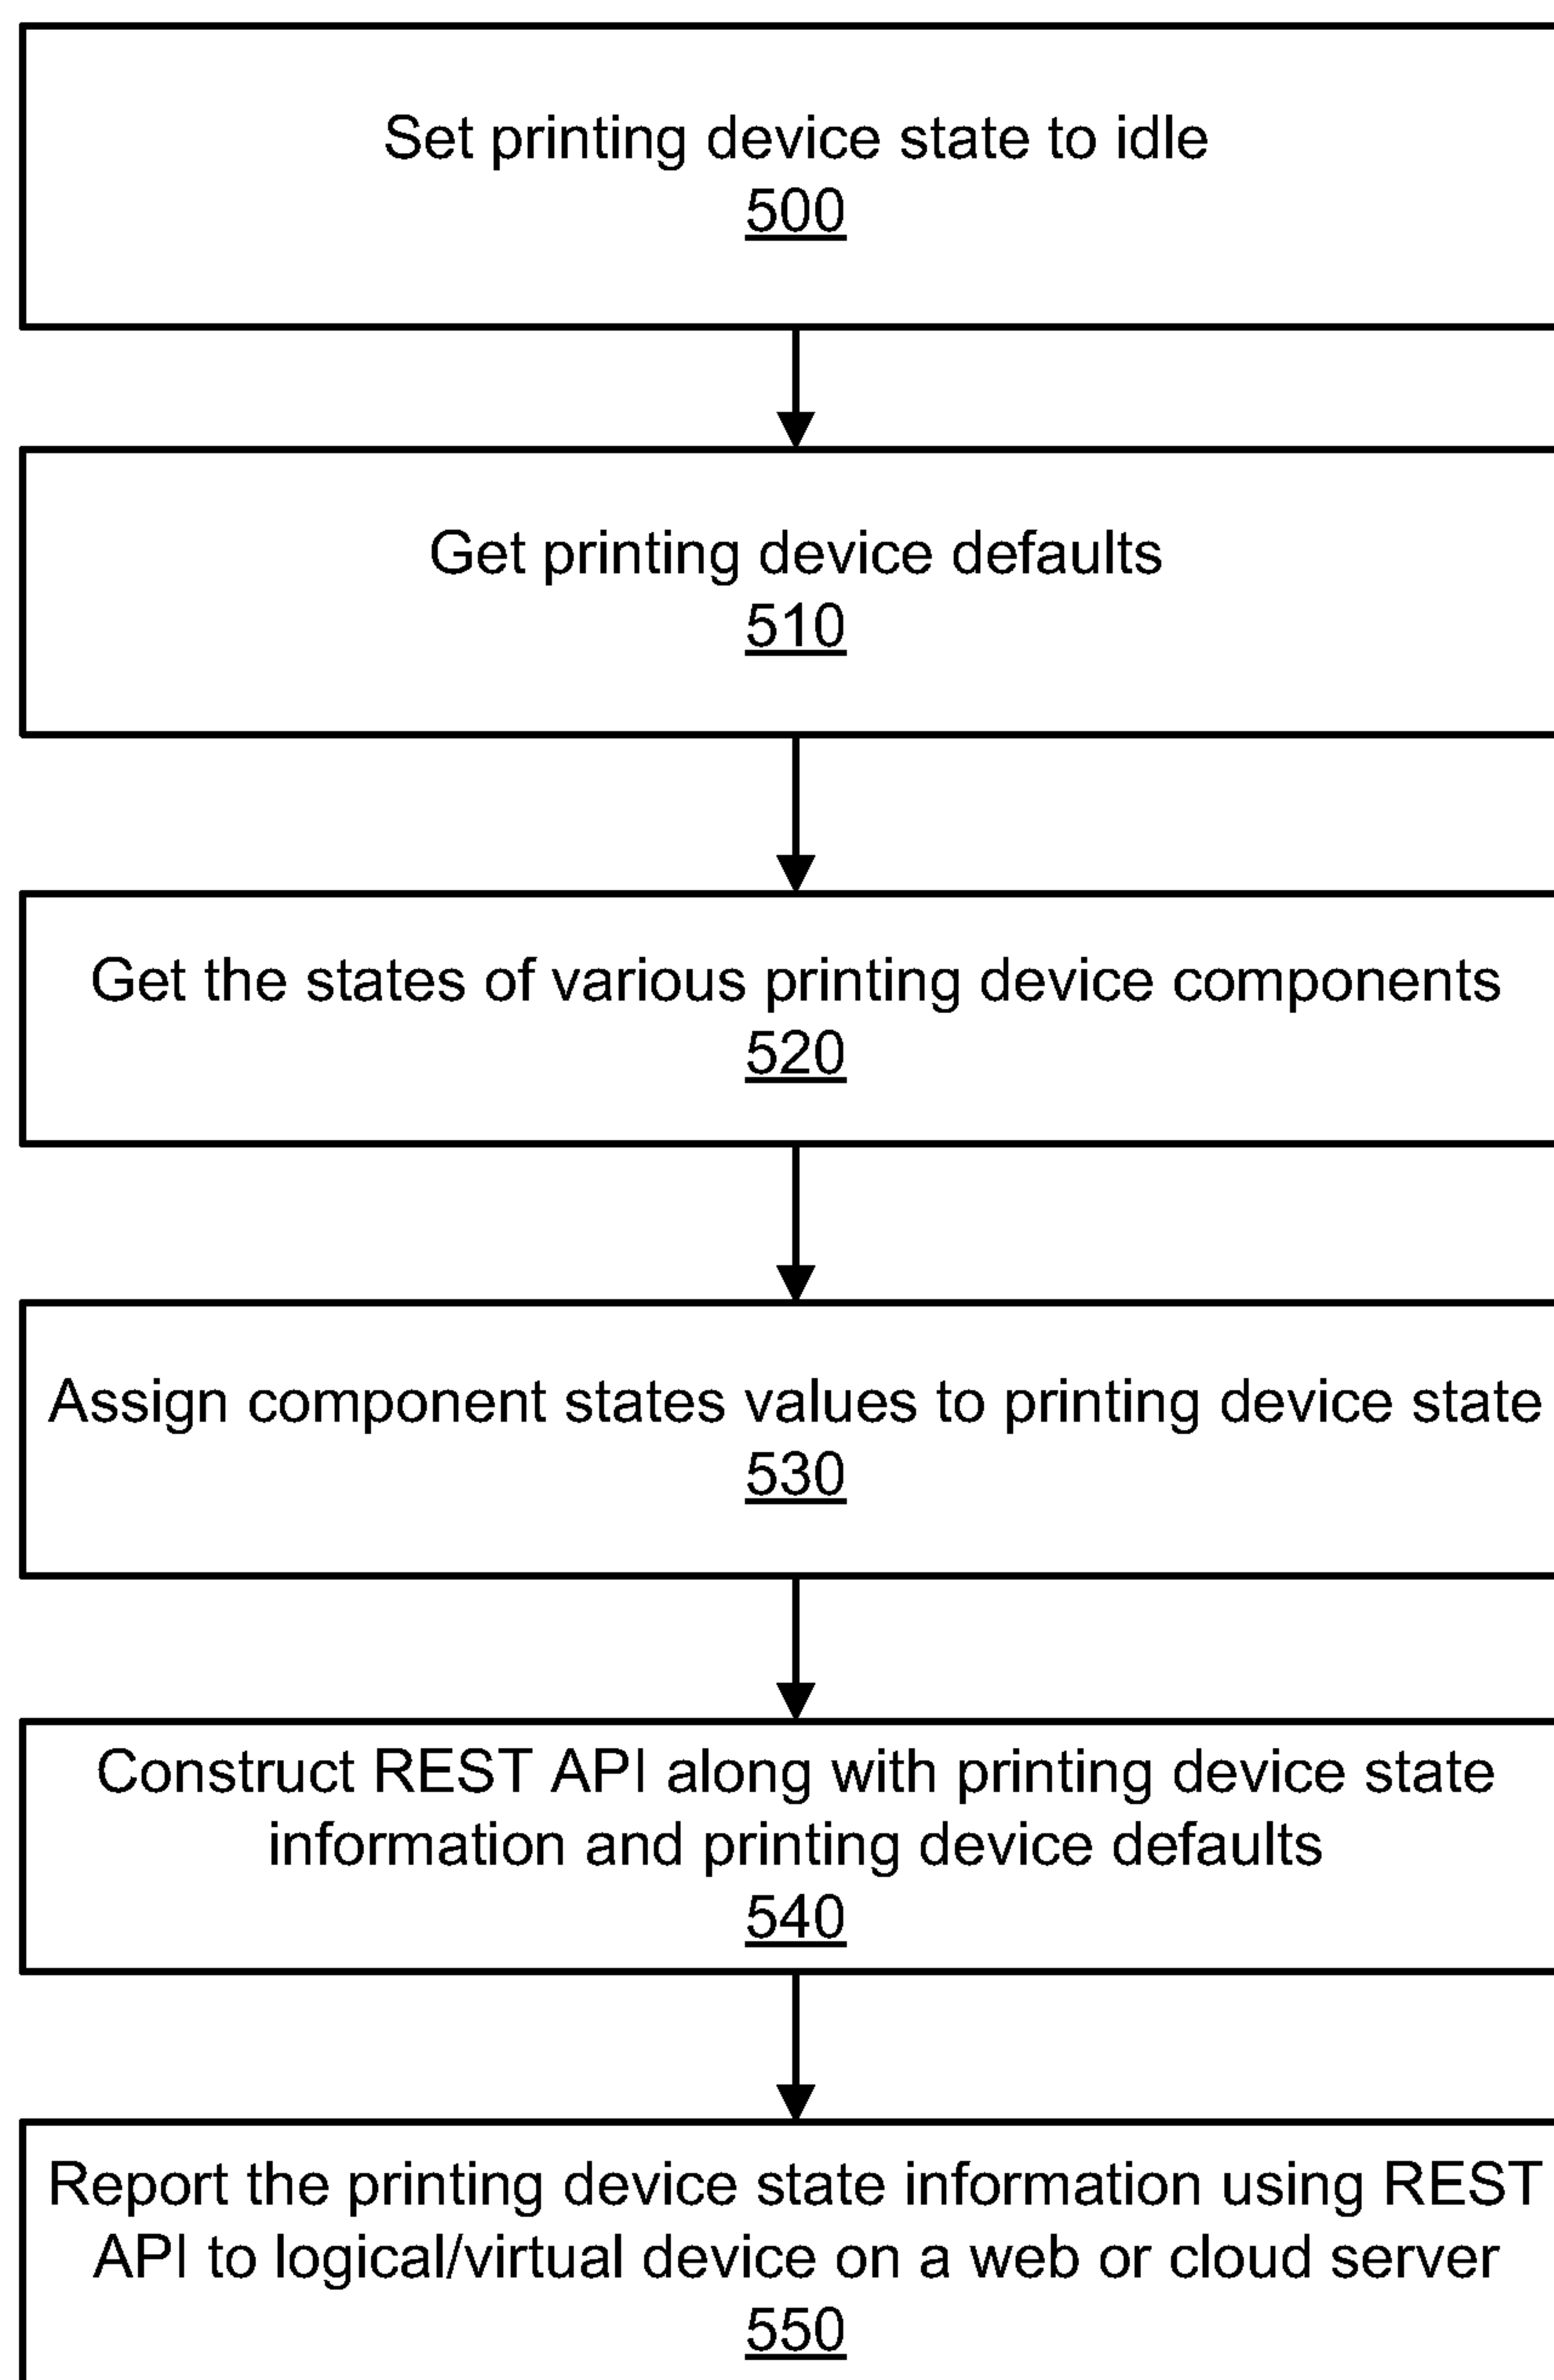 Set printing device state to idle
500
Get printing device defaults
510
Get the states of various printing device components
520
Assign component states values to printing device state
530
Construct REST API along with printing device state
information and printing device defaults
540
Report the printing device state information using REST
API to logical/virtual device on a web or cloud server
550